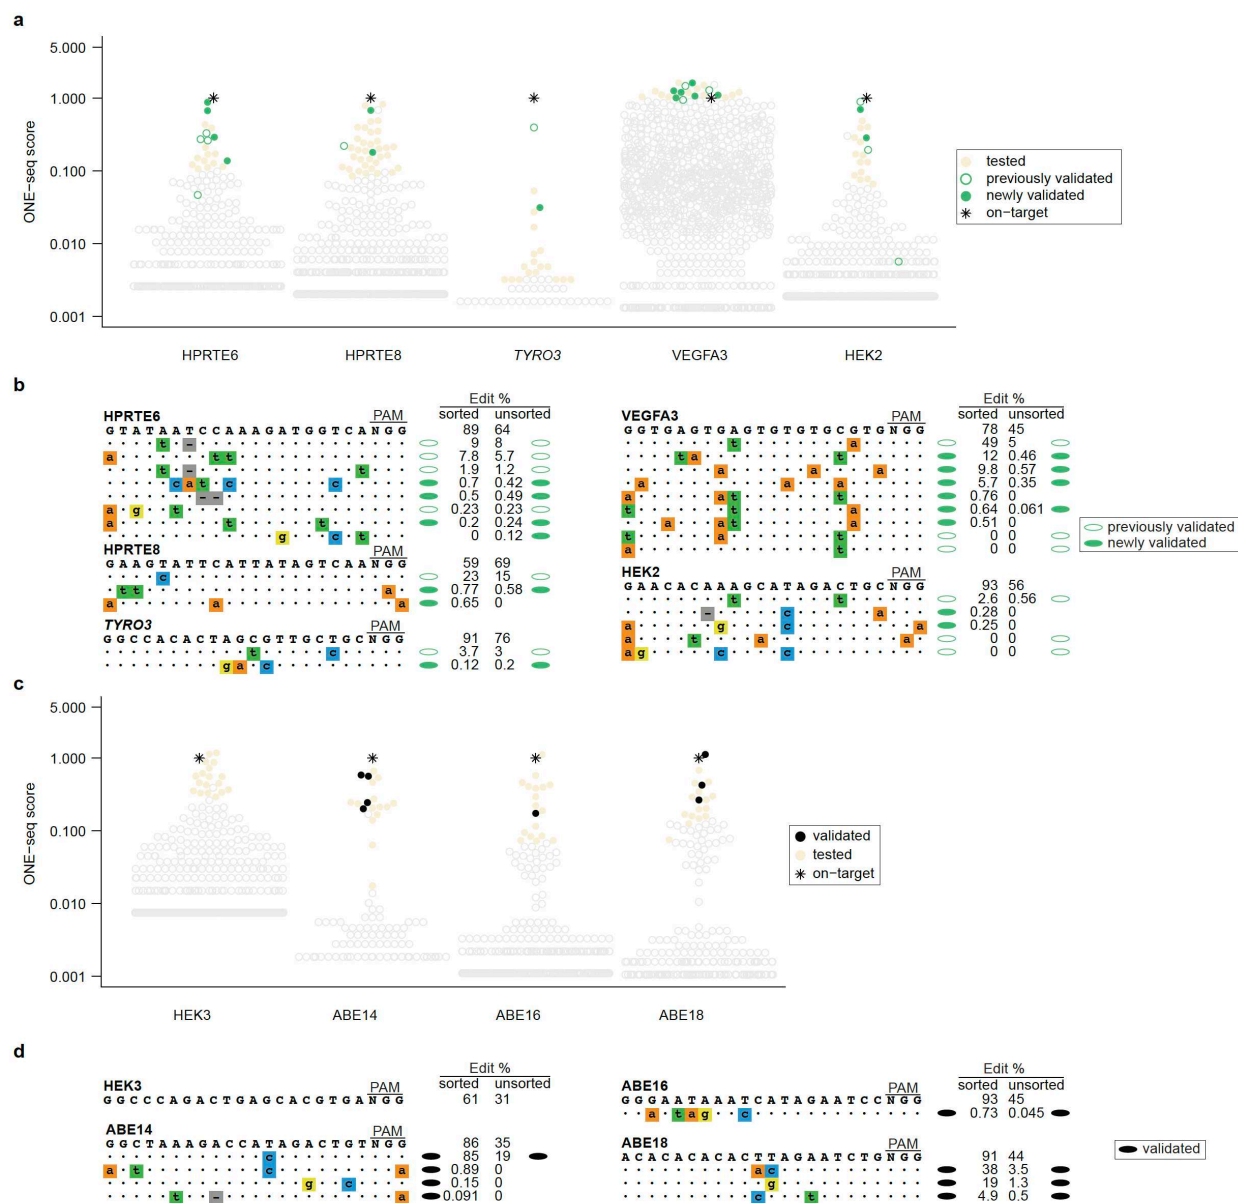 a
5.000
1.000
0.100
0.010
0.001
ONE−seq score
HPRTE6 HPRTE8 TYRO3 VEGFA3 HEK2
tested
previously validated
newly validated
on−target
b
Edit %
HPRTE6 PAM sorted unsorted
G T A T A A T C C A A A G A T G G T C A N G G 89 64
t − 9 8
a t t 7.8 5.7
t − t 1.9 1.2
c a t c c 0.7 0.42
− − 0.5 0.49
a g t 0.23 0.23
a t t 0.2 0.24
g c t 0 0.12
HPRTE8 PAM
G A A G T A T T C A T T A T A G T C A A N G G 59 69
c 23 15
t t a 0.77 0.58
a a a 0.65 0
TYRO3 PAM
G G C C A C A C T A G C G T T G C T G C N G G 91 76
t c 3.7 3
g a c 0.12 0.2
Edit %
VEGFA3 PAM sorted unsorted
G G T G A G T G A G T G T G T G C G T G N G G 78 45
t a 49 5
t a t 12 0.46
a a a 9.8 0.57
a a a 5.7 0.35
a a t t a 0.76 0
t a t t a 0.64 0.061
a a t a 0.51 0
t a t 0 0
a t 0 0
HEK2 PAM
G A A C A C A A A G C A T A G A C T G C N G G 93 56
t t 2.6 0.56
− c a 0.28 0
a g c a 0.25 0
a t a a 0 0
a g c c 0 0
previously validated
newly validated
c
5.000
1.000
0.100
0.010
0.001
ONE−seq score
HEK3 ABE14 ABE16 ABE18
validated
tested
on−target
d
Edit %
HEK3 PAM sorted unsorted
G G C C C A G A C T G A G C A C G T G A N G G 61 31
ABE14 PAM
G G C T A A A G A C C A T A G A C T G T N G G 86 35
c 85 19
a t c a 0.89 0
g c 0.15 0
t − a 0.091 0
Edit %
ABE16 PAM sorted unsorted
G G G A A T A A A T C A T A G A A T C C N G G 93 45
a t a g c 0.73 0.045
ABE18 PAM
A C A C A C A C A C T T A G A A T C T G N G G 91 44
a c 38 3.5
g 19 1.3
c t 4.9 0.5
validated